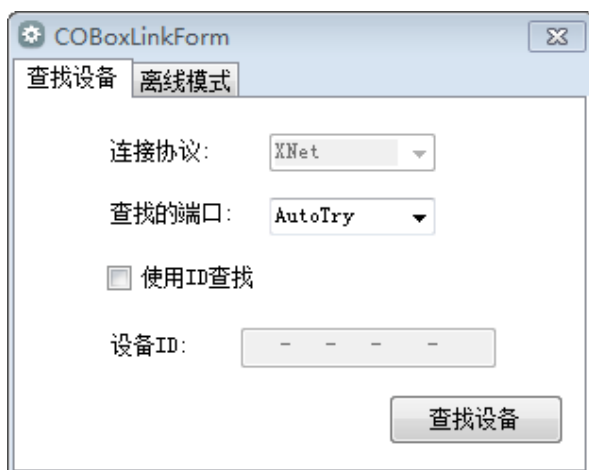 COBoxLinkForm
查找设备 离线模式
连接协议: XNet
查找的端口: AutoTry
使用ID查找
设备ID: - - - -
查找设备